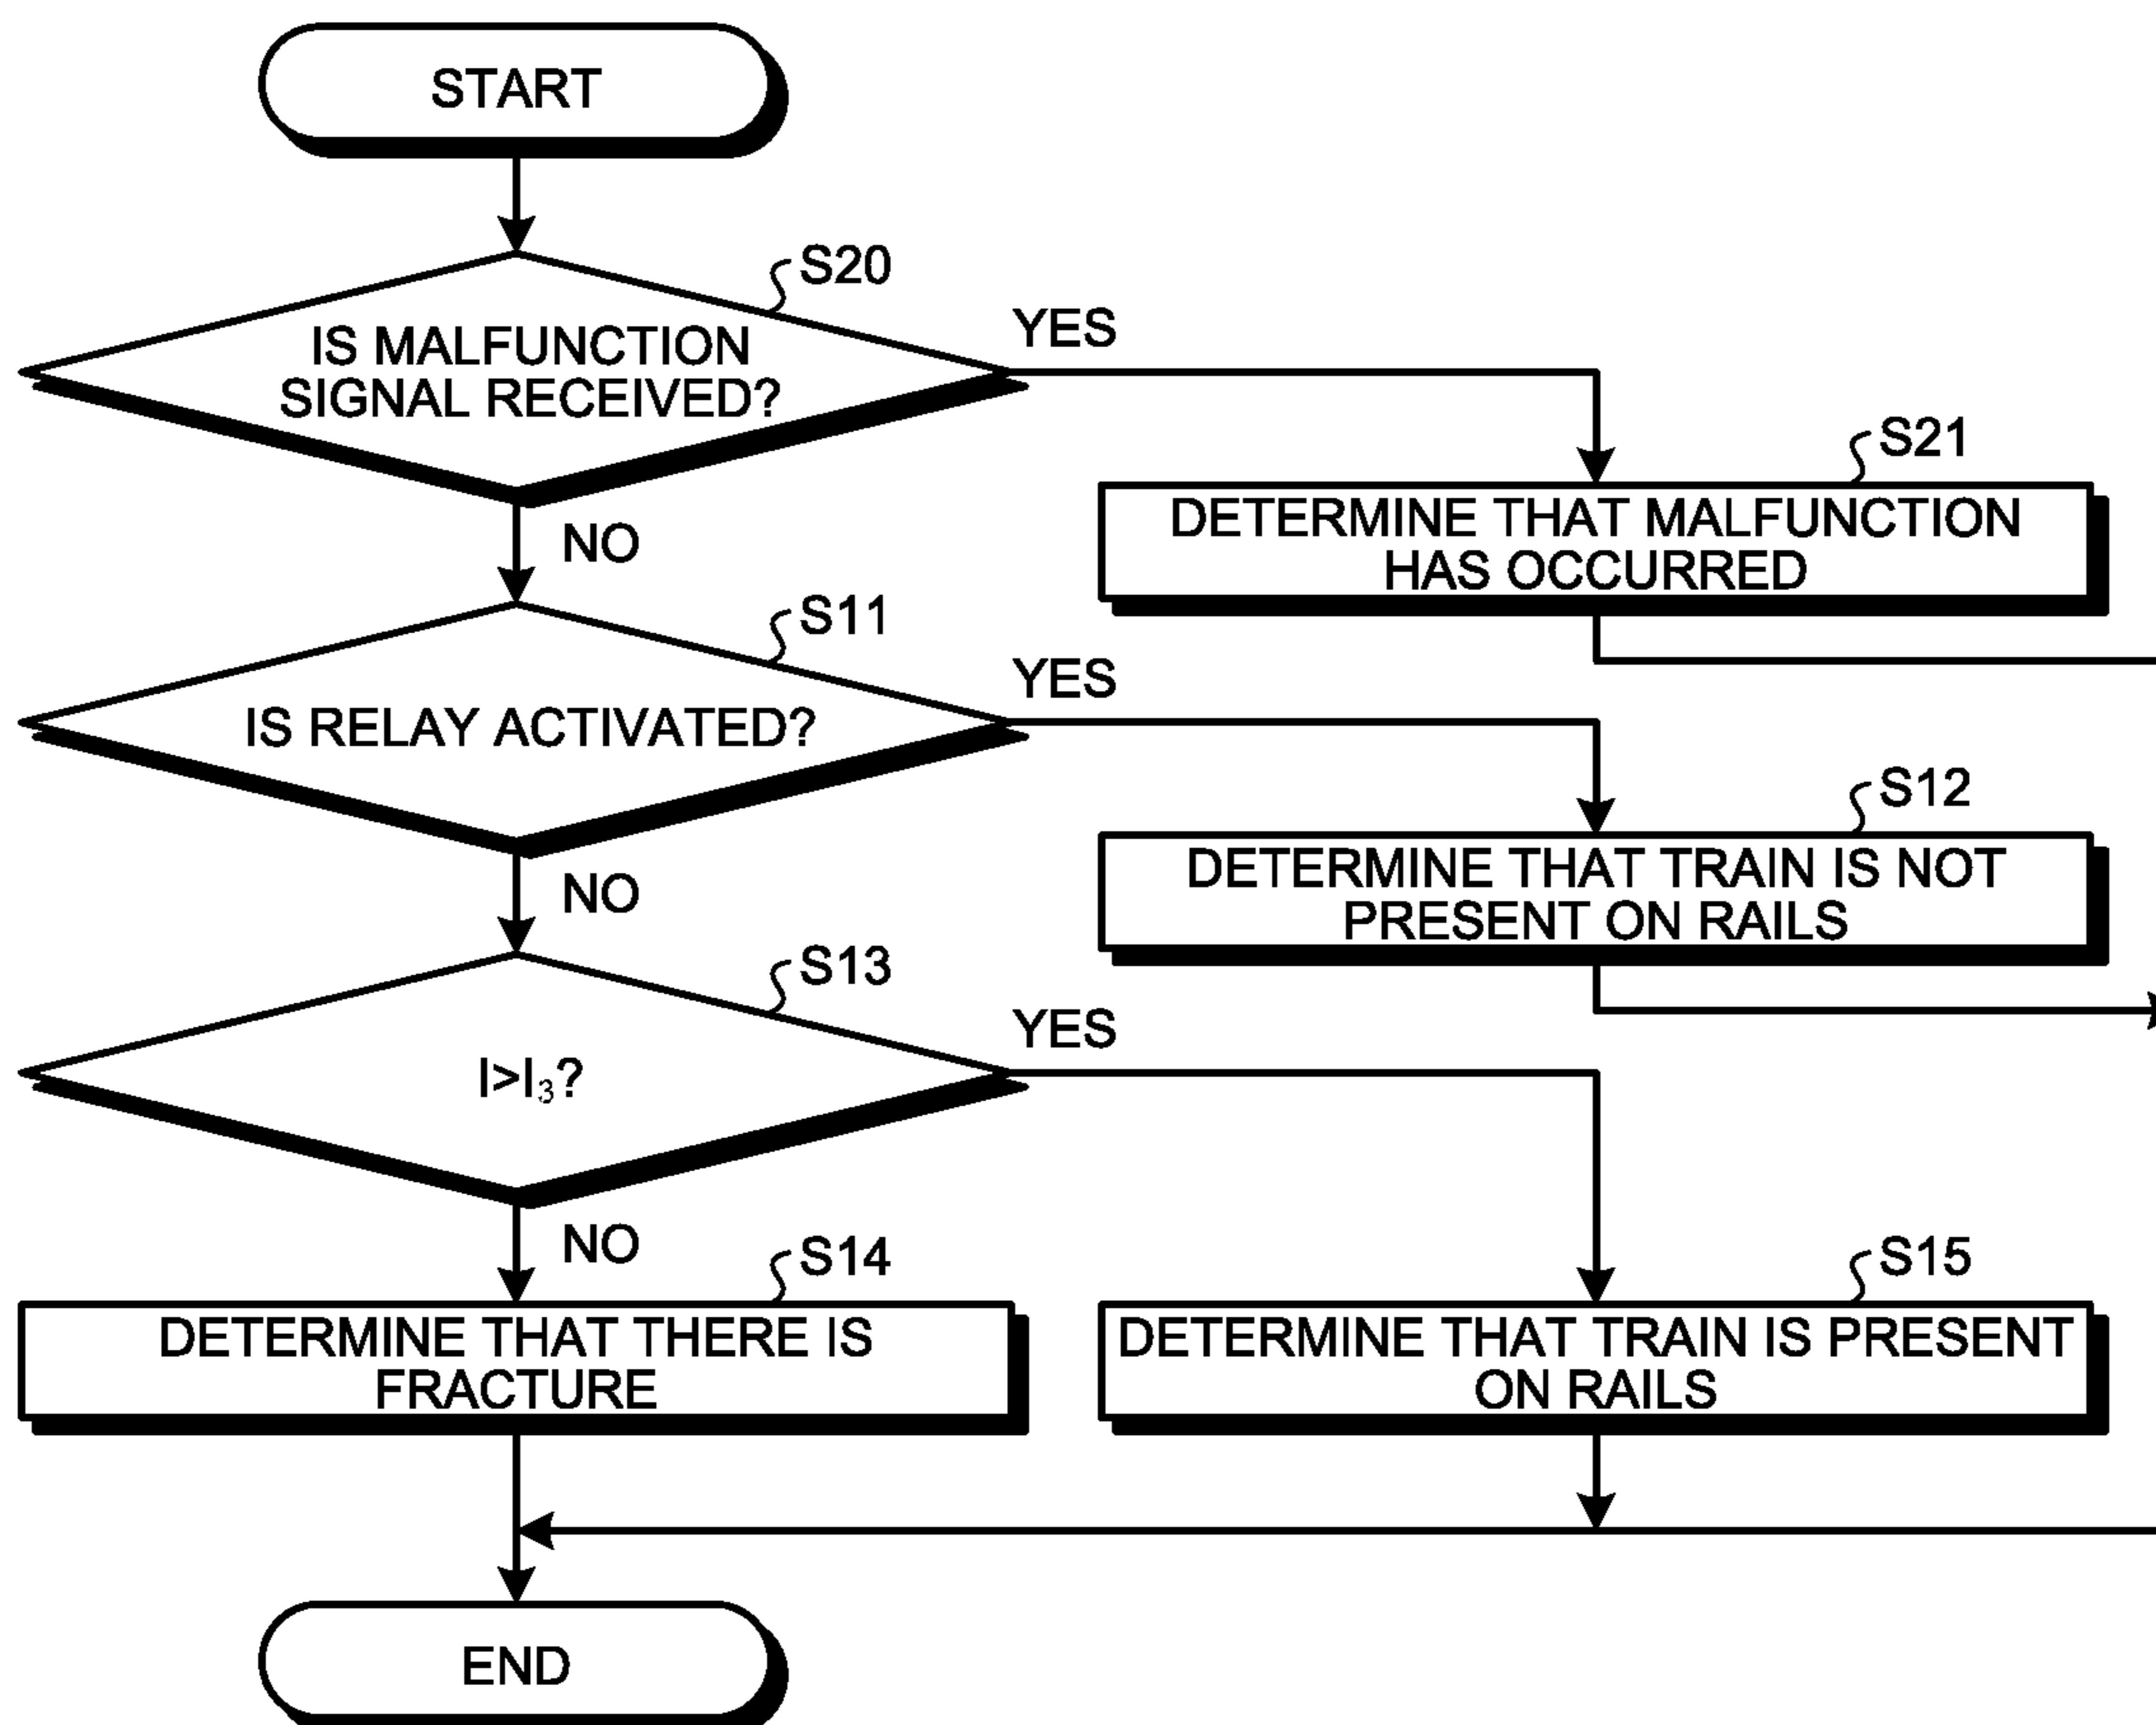 START
S20
IS MALFUNCTION
SIGNAL RECEIVED?
YES
NO
S21
DETERMINE THAT MALFUNCTION
HAS OCCURRED
S11
IS RELAY ACTIVATED?
YES
NO
S12
DETERMINE THAT TRAIN IS NOT
PRESENT ON RAILS
S13
I>I₃?
YES
NO
S14
DETERMINE THAT THERE IS
FRACTURE
S15
DETERMINE THAT TRAIN IS PRESENT
ON RAILS
END